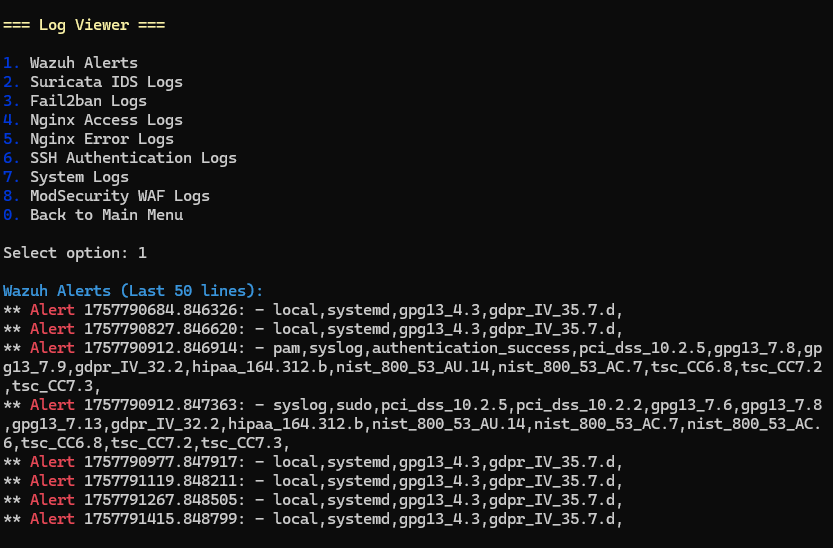 === Log Viewer ===
1. Wazuh Alerts
2. Suricata IDS Logs
3. Fail2ban Logs
4. Nginx Access Logs
5. Nginx Error Logs
6. SSH Authentication Logs
7. System Logs
8. ModSecurity WAF Logs
0. Back to Main Menu
Select option: 1
Wazuh Alerts (Last 50 lines):
** Alert 1757790684.846326: - local,systemd,gpg13_4.3,gdpr_IV_35.7.d,
** Alert 1757790827.846620: - local,systemd,gpg13_4.3,gdpr_IV_35.7.d,
** Alert 1757790912.846914: - pam,syslog,authentication_success,pci_dss_10.2.5,gpg13_7.8,gp
g13_7.9,gdpr_IV_32.2,hipaa_164.312.b,nist_800_53_AU.14,nist_800_53_AC.7,tsc_CC6.8,tsc_CC7.2
,tsc_CC7.3,
** Alert 1757790912.847363: - syslog,sudo,pci_dss_10.2.5,pci_dss_10.2.2,gpg13_7.6,gpg13_7.8
,gpg13_7.13,gdpr_IV_32.2,hipaa_164.312.b,nist_800_53_AU.14,nist_800_53_AC.7,nist_800_53_AC.
6,tsc_CC6.8,tsc_CC7.2,tsc_CC7.3,
** Alert 1757790977.847917: - local,systemd,gpg13_4.3,gdpr_IV_35.7.d,
** Alert 1757791119.848211: - local,systemd,gpg13_4.3,gdpr_IV_35.7.d,
** Alert 1757791267.848505: - local,systemd,gpg13_4.3,gdpr_IV_35.7.d,
** Alert 1757791415.848799: - local,systemd,gpg13_4.3,gdpr_IV_35.7.d,